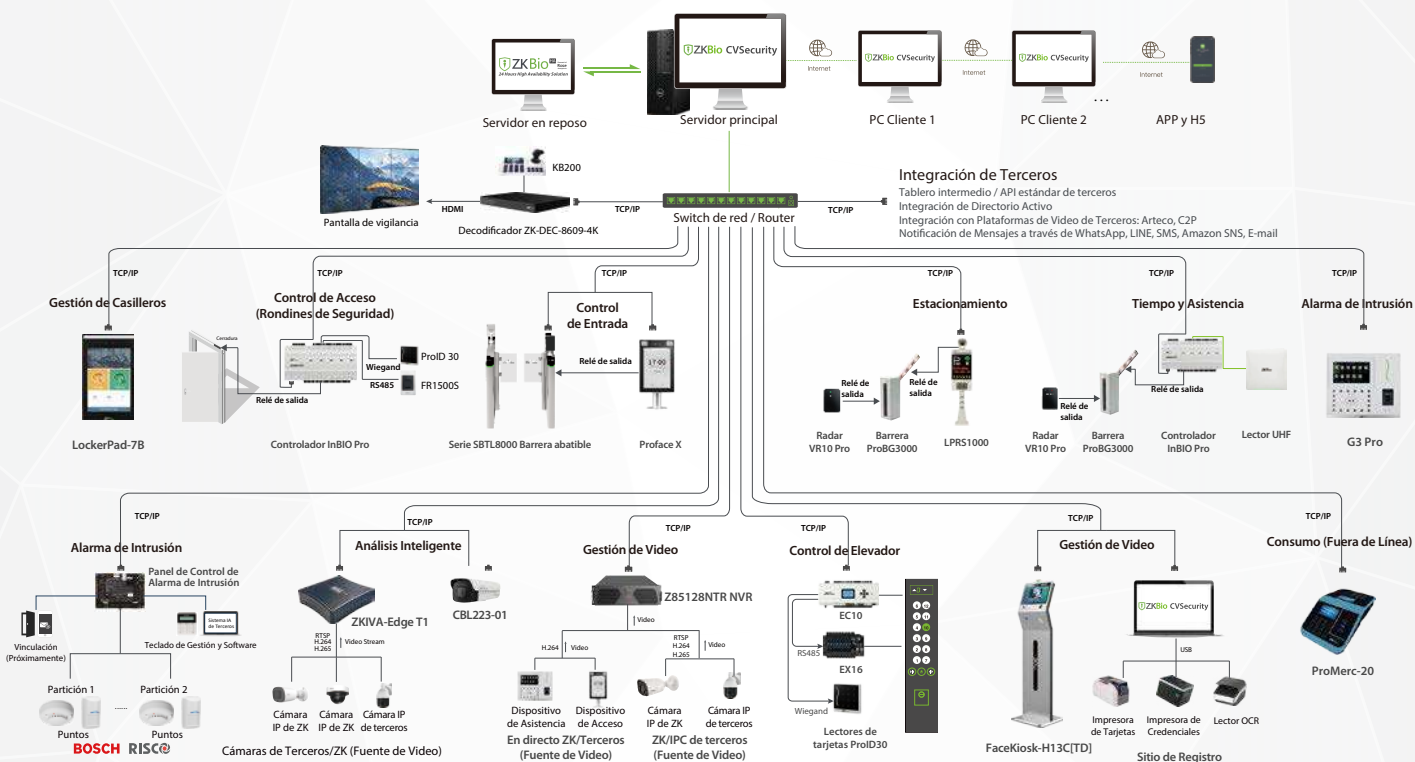 ZKBio
24 Hours High Availability Solution
Servidor en reposo
ZKBio CVSecurity
Servidor principal
Internet
ZKBio CVSecurity
PC Cliente 1
Internet
ZKBio CVSecurity
PC Cliente 2
...
Internet
APP y H5
KB200
Pantalla de vigilancia
HDMI
Decodificador ZK-DEC-8609-4K
TCP/IP
Switch de red / Router
TCP/IP
Integración de Terceros
Tablero intermedio / API estándar de terceros
Integración de Directorio Activo
Integración con Plataformas de Video de Terceros: Arteco, C2P
Notificación de Mensajes a través de WhatsApp, LINE, SMS, Amazon SNS, E-mail
TCP/IP
Gestión de Casilleros
LockerPad-7B
TCP/IP
Control de Acceso
(Rondines de Seguridad)
Cerradura
Wiegand
ProID 30
RS485
FR1500S
Relé de salida
Controlador InBIO Pro
TCP/IP
Control
de Entrada
Relé de salida
17:00
Serie SBTL8000 Barrera abatible
Proface X
TCP/IP
Estacionamiento
Relé de
salida
Relé de
salida
Radar
VR10 Pro
Barrera
ProBG3000
LPRS1000
TCP/IP
Tiempo y Asistencia
Relé de salida
Relé de
salida
Radar
VR10 Pro
Barrera
ProBG3000
Controlador
InBIO Pro
Lector UHF
TCP/IP
Alarma de Intrusión
G3 Pro
TCP/IP
Alarma de Intrusión
Panel de Control de
Alarma de Intrusión
Vinculación
(Próximamente)
Sistema IA
de Terceros
Teclado de Gestión y Software
Partición 1
Puntos
......
Partición 2
Puntos
BOSCH RISCO
TCP/IP
Análisis Inteligente
ZKIVA-Edge T1
CBL223-01
RTSP
H.264
H.265
Video Stream
Cámara
IP de ZK
Cámara
IP de ZK
Cámara IP
de terceros
Cámaras de Terceros/ZK (Fuente de Video)
TCP/IP
Gestión de Video
Z85128NTR NVR
Video
H.264
Video
RTSP
H.264
H.265
Video
Dispositivo
de Asistencia
Dispositivo
de Acceso
Cámara
IP de ZK
Cámara IP
de terceros
En directo ZK/Terceros
(Fuente de Video)
ZK/IPC de terceros
(Fuente de Video)
TCP/IP
Control de Elevador
EC10
RS485
EX16
Wiegand
Lectores de
tarjetas ProID30
TCP/IP
Gestión de Video
FaceKiosk-H13C[TD]
ZKBio CVSecurity
USB
Impresora
de Tarjetas
Impresora de
Credenciales
Lector OCR
Sitio de Registro
TCP/IP
Consumo (Fuera de Línea)
ProMerc-20